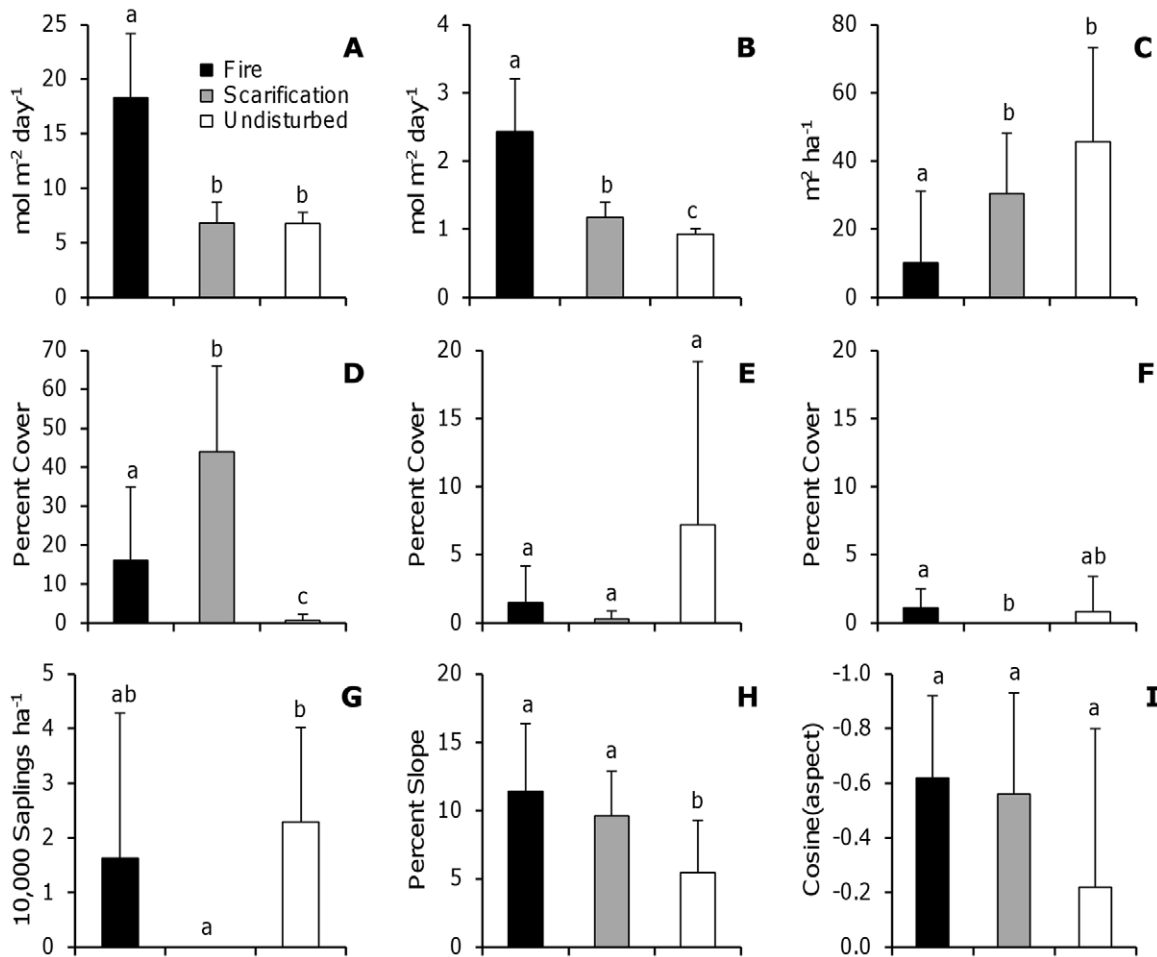 A
mol m⁻² day⁻¹
25
20
15
10
5
0
a
b
b
Fire
Scarification
Undisturbed
B
mol m⁻² day⁻¹
4
3
2
1
0
a
b
c
C
m² ha⁻¹
80
60
40
20
0
a
b
b
D
Percent Cover
70
60
50
40
30
20
10
0
a
b
c
E
Percent Cover
20
15
10
5
0
a
a
a
F
Percent Cover
20
15
10
5
0
a
b
ab
G
10,000 Saplings ha⁻¹
5
4
3
2
1
0
ab
a
b
H
Percent Slope
20
15
10
5
0
a
a
b
I
Cosine(aspect)
-1.0
-0.8
-0.6
-0.4
-0.2
0.0
a
a
a